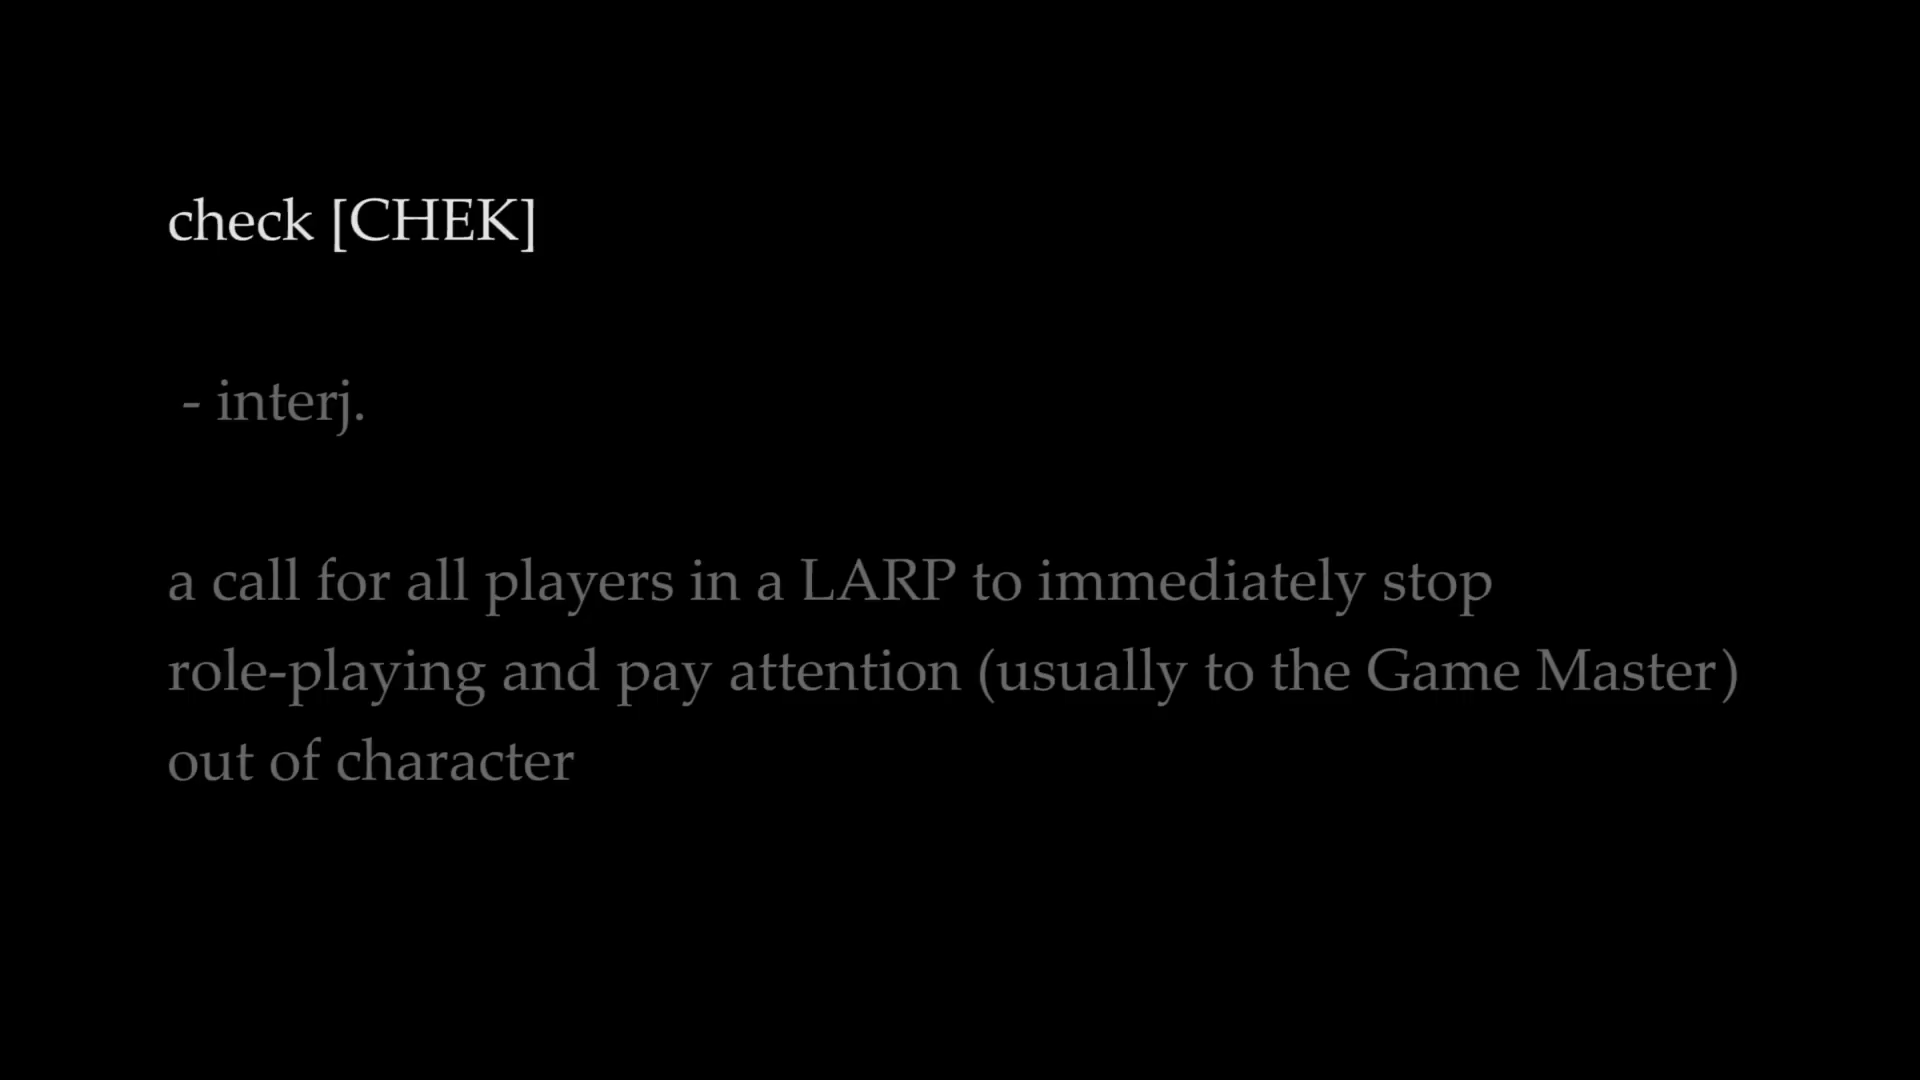 check [CHEK]
- interj.
a call for all players in a LARP to immediately stop
role-playing and pay attention (usually to the Game Master)
out of character